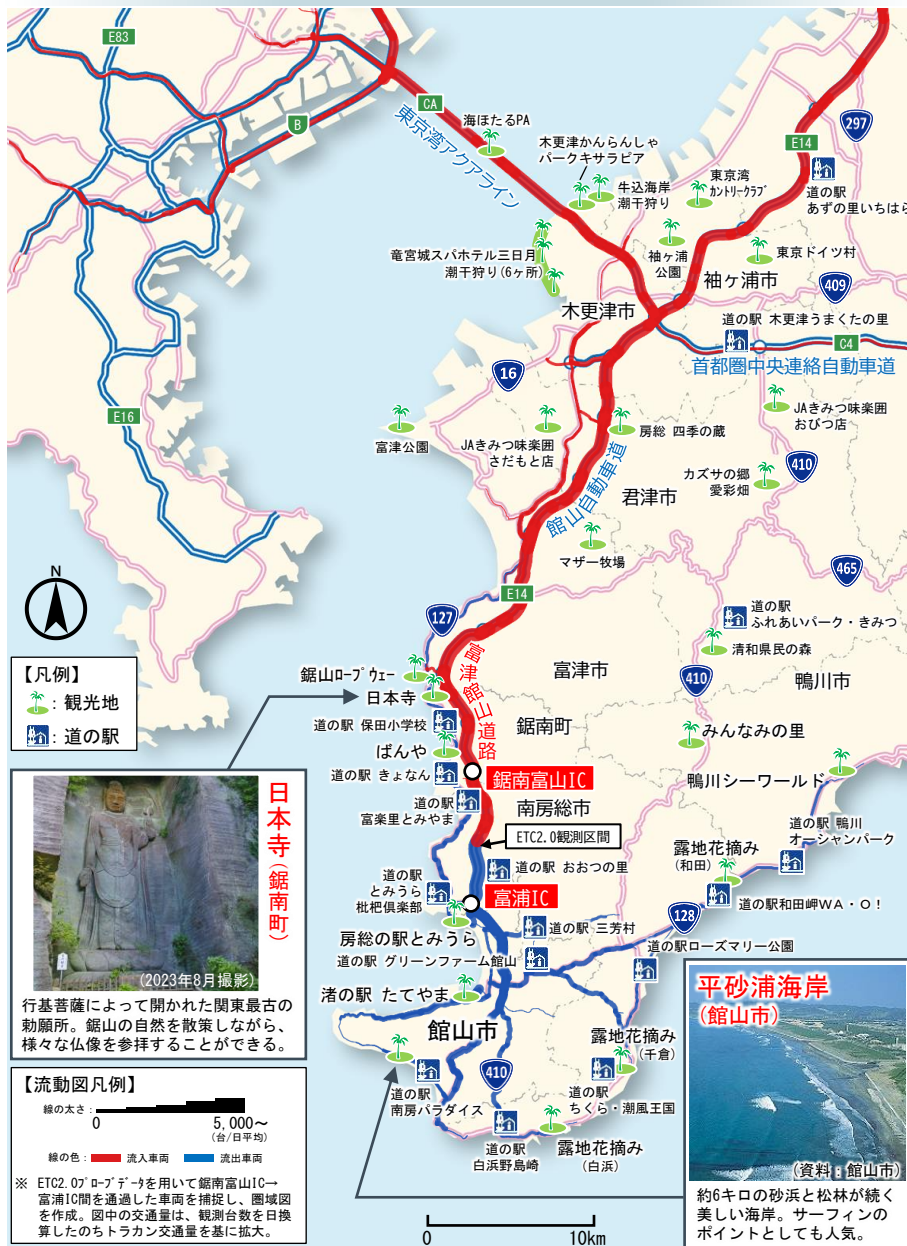 E83
CA
B
海ほたるPA
東京湾アクアライン
木更津かんらんしゃ
パークキサラピア
牛込海岸
潮干狩り
東京湾
カントリークラブ
E14
297
道の駅
あずの里いちはら
竜宮城スパホテル三日月
潮干狩り(6ヶ所)
袖ヶ浦
公園
東京ドイツ村
袖ヶ浦市
409
木更津市
道の駅 木更津うまくたの里
C4
首都圏中央連絡自動車道
16
E16
富津公園
JAきみつ味楽囲
さだもと店
房総 四季の蔵
JAきみつ味楽囲
おびつ店
館山自動車道
カズサの郷
愛彩畑
410
君津市
マザー牧場
465
N
E14
127
道の駅
ふれあいパーク・きみつ
清和県民の森
410
富津市
鴨川市
【凡例】
:観光地
:道の駅
鋸山ロープウェー
日本寺
富津館山道路
道の駅 保田小学校
鋸南町
ばんや
みんなみの里
道の駅 きょなん
鋸南富山IC
鴨川シーワールド
道の駅
富楽里とみやま
南房総市
ETC2.0観測区間
道の駅 鴨川
オーシャンパーク
露地花摘み
(和田)
道の駅 おおつの里
道の駅
とみうら
枇杷倶楽部
富浦IC
道の駅和田岬WA・O!
128
房総の駅とみうら
道の駅 三芳村
道の駅 グリーンファーム館山
道の駅ローズマリー公園
渚の駅 たてやま
館山市
露地花摘み
(千倉)
410
道の駅
南房パラダイス
道の駅
ちくら・潮風王国
道の駅
白浜野島崎
露地花摘み
(白浜)
日本寺(鋸南町)
(2023年8月撮影)
行基菩薩によって開かれた関東最古の
勅願所。鋸山の自然を散策しながら、
様々な仏像を参拝することができる。
【流動図凡例】
線の太さ:
0
5,000~
(台/日平均)
線の色:
流入車両
流出車両
※ ETC2.0プローブデータを用いて鋸南富山IC→
富浦IC間を通過した車両を捕捉し、圏域図
を作成。図中の交通量は、観測台数を日換
算したのちトラカン交通量を基に拡大。
0
10km
平砂浦海岸
(館山市)
(資料:館山市)
約6キロの砂浜と松林が続く
美しい海岸。サーフィンの
ポイントとしても人気。